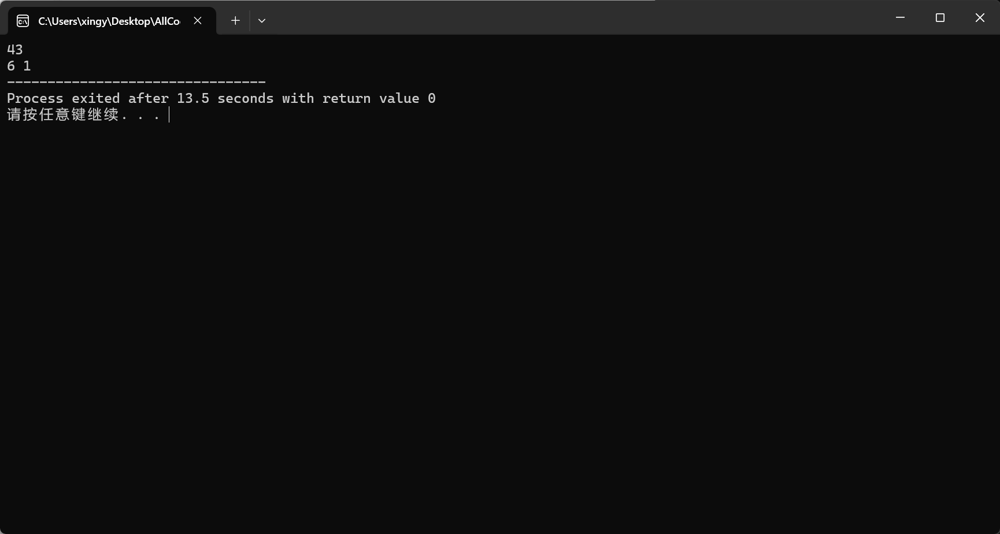 C:\Users\xingy\Desktop\AllCo
43
6 1
--------------------------------
Process exited after 13.5 seconds with return value 0
请按任意键继续. . .